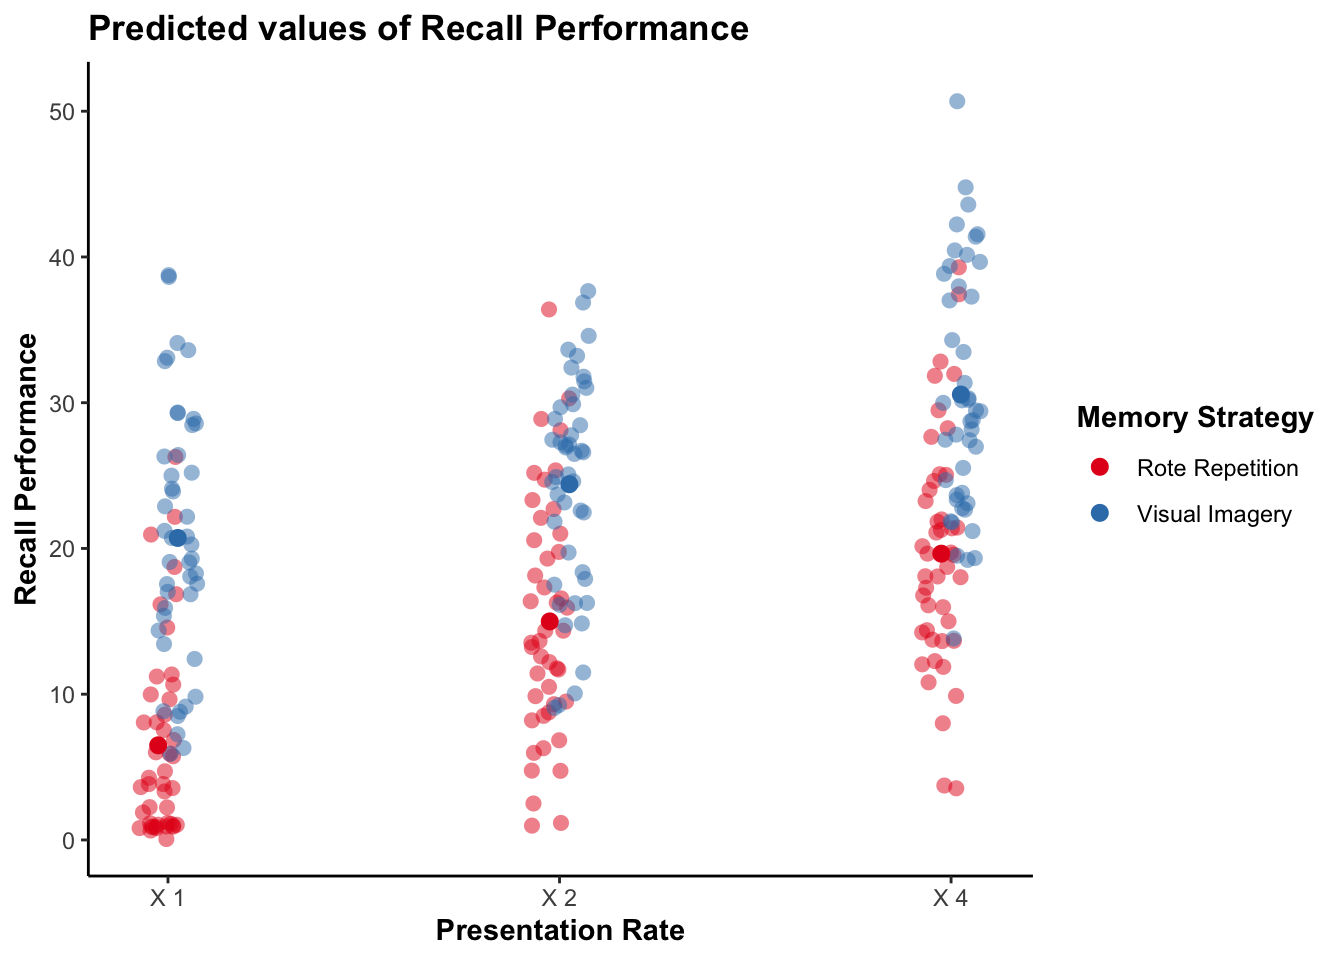 Predicted values of Recall Performance
50
40
30
20
10
0
Recall Performance
X 1
X 2
X 4
Presentation Rate
Memory Strategy
Rote Repetition
Visual Imagery